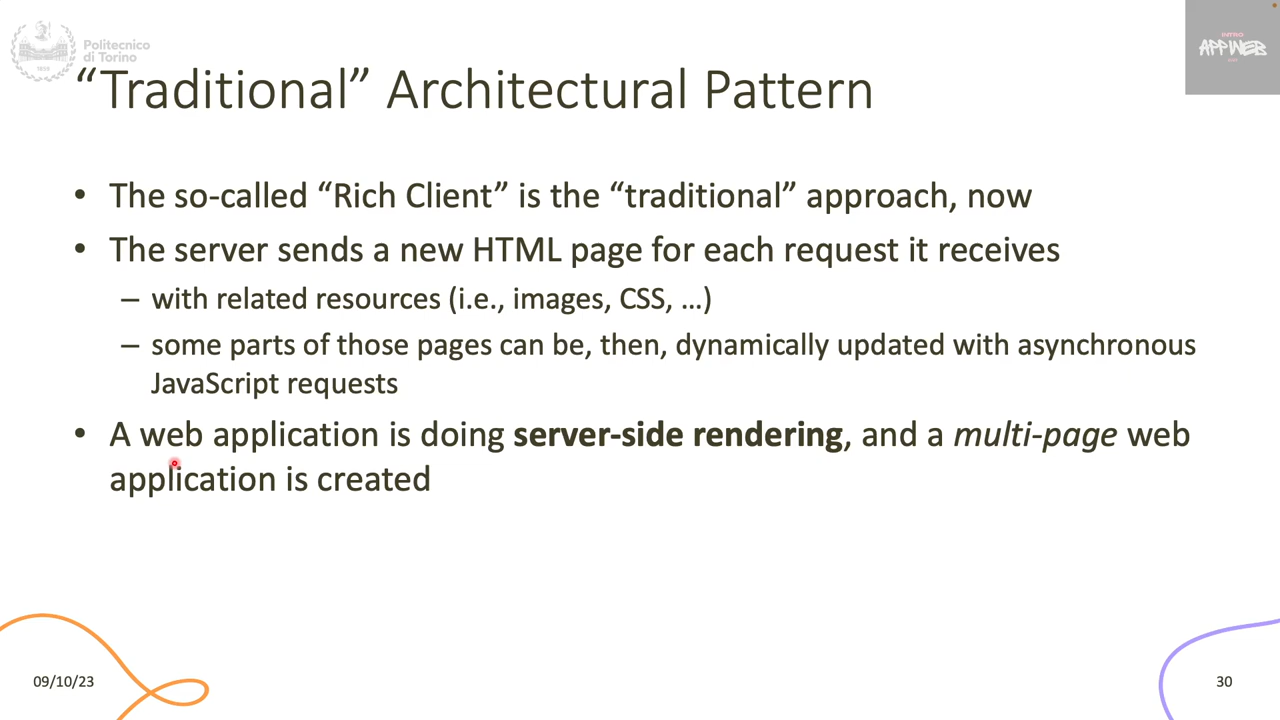 Politecnico
di Torino
1859
INTRO
APPWEB
“Traditional” Architectural Pattern
• The so-called “Rich Client” is the “traditional” approach, now
• The server sends a new HTML page for each request it receives
– with related resources (i.e., images, CSS, …)
– some parts of those pages can be, then, dynamically updated with asynchronous
JavaScript requests
• A web application is doing server-side rendering, and a multi-page web
application is created
09/10/23
30